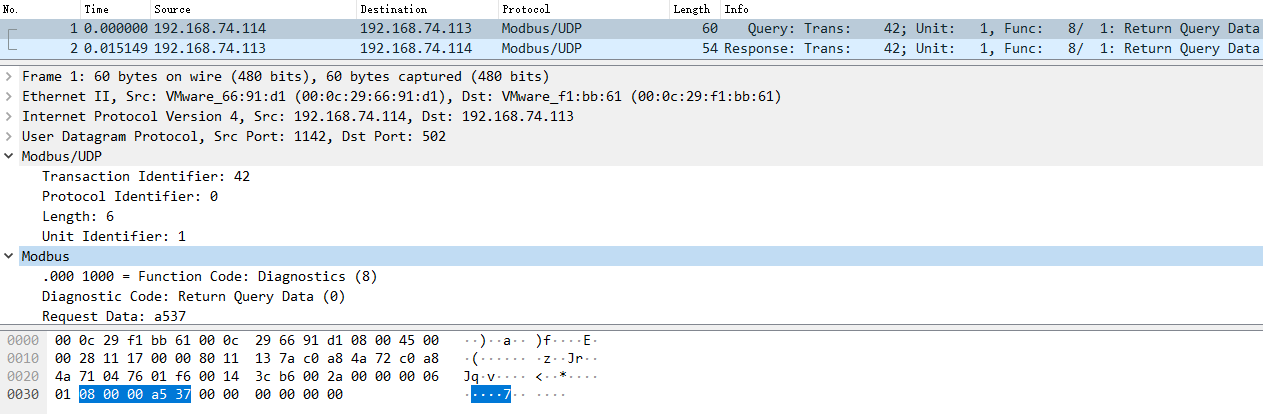 No. Time Source Destination Protocol Length Info
1 0.000000 192.168.74.114 192.168.74.113 Modbus/UDP 60 Query: Trans: 42; Unit: 1, Func: 8/ 1: Return Query Data
2 0.015149 192.168.74.113 192.168.74.114 Modbus/UDP 54 Response: Trans: 42; Unit: 1, Func: 8/ 1: Return Query Data
Frame 1: 60 bytes on wire (480 bits), 60 bytes captured (480 bits)
Ethernet II, Src: VMware_66:91:d1 (00:0c:29:66:91:d1), Dst: VMware_f1:bb:61 (00:0c:29:f1:bb:61)
Internet Protocol Version 4, Src: 192.168.74.114, Dst: 192.168.74.113
User Datagram Protocol, Src Port: 1142, Dst Port: 502
Modbus/UDP
Transaction Identifier: 42
Protocol Identifier: 0
Length: 6
Unit Identifier: 1
Modbus
.000 1000 = Function Code: Diagnostics (8)
Diagnostic Code: Return Query Data (0)
Request Data: a537
0000 00 0c 29 f1 bb 61 00 0c 29 66 91 d1 08 00 45 00 ··)··a·· )f····E·
0010 00 28 11 17 00 00 80 11 13 7a c0 a8 4a 72 c0 a8 ·(······ ·z··Jr··
0020 4a 71 04 76 01 f6 00 14 3c b6 00 2a 00 00 00 06 Jq·v···· <··*····
0030 01 08 00 00 a5 37 00 00 00 00 00 00 ·····7·· ····